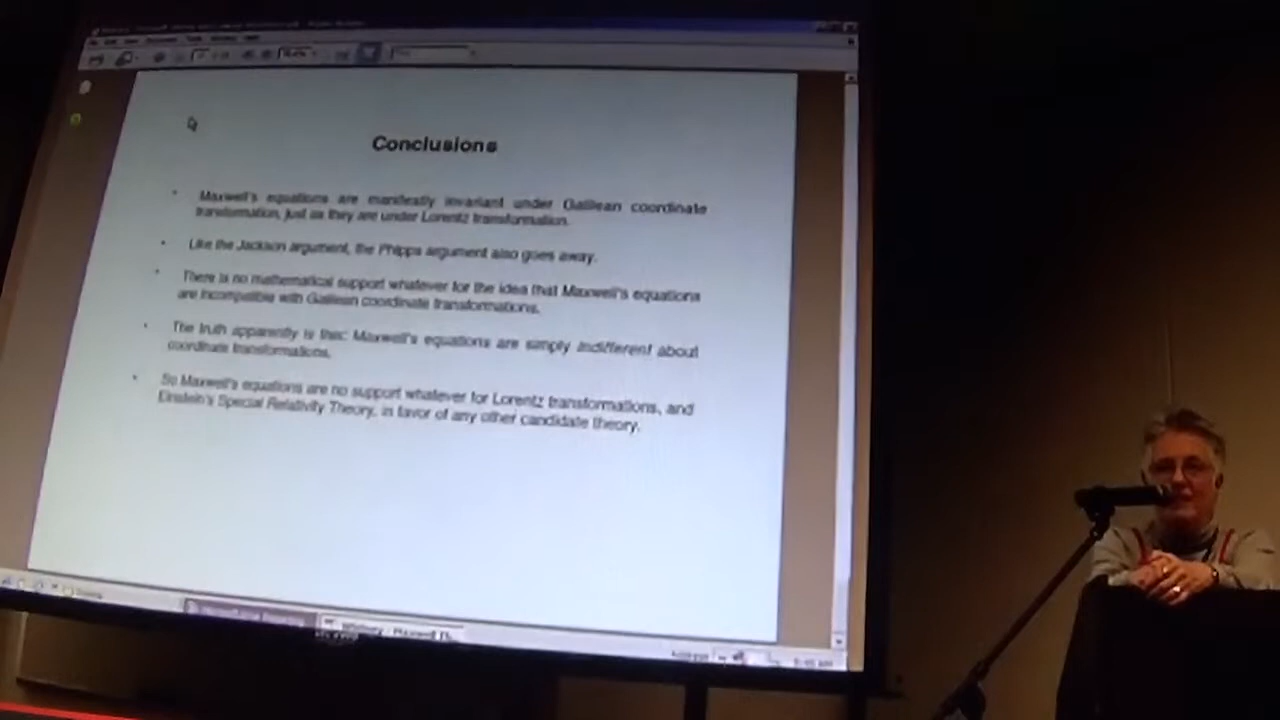 Conclusions
• Maxwell's equations are manifestly invariant under Galilean coordinate
transformation, just as they are under Lorentz transformation.
• Like the Jackson argument, the Phipps argument also goes away.
• There is no mathematical support whatever for the idea that Maxwell's equations
are incompatible with Galilean coordinate transformations.
• The truth apparently is this: Maxwell's equations are simply indifferent about
coordinate transformations.
• So Maxwell's equations are no support whatever for Lorentz transformations, and
Einstein's Special Relativity Theory, in favor of any other candidate theory.